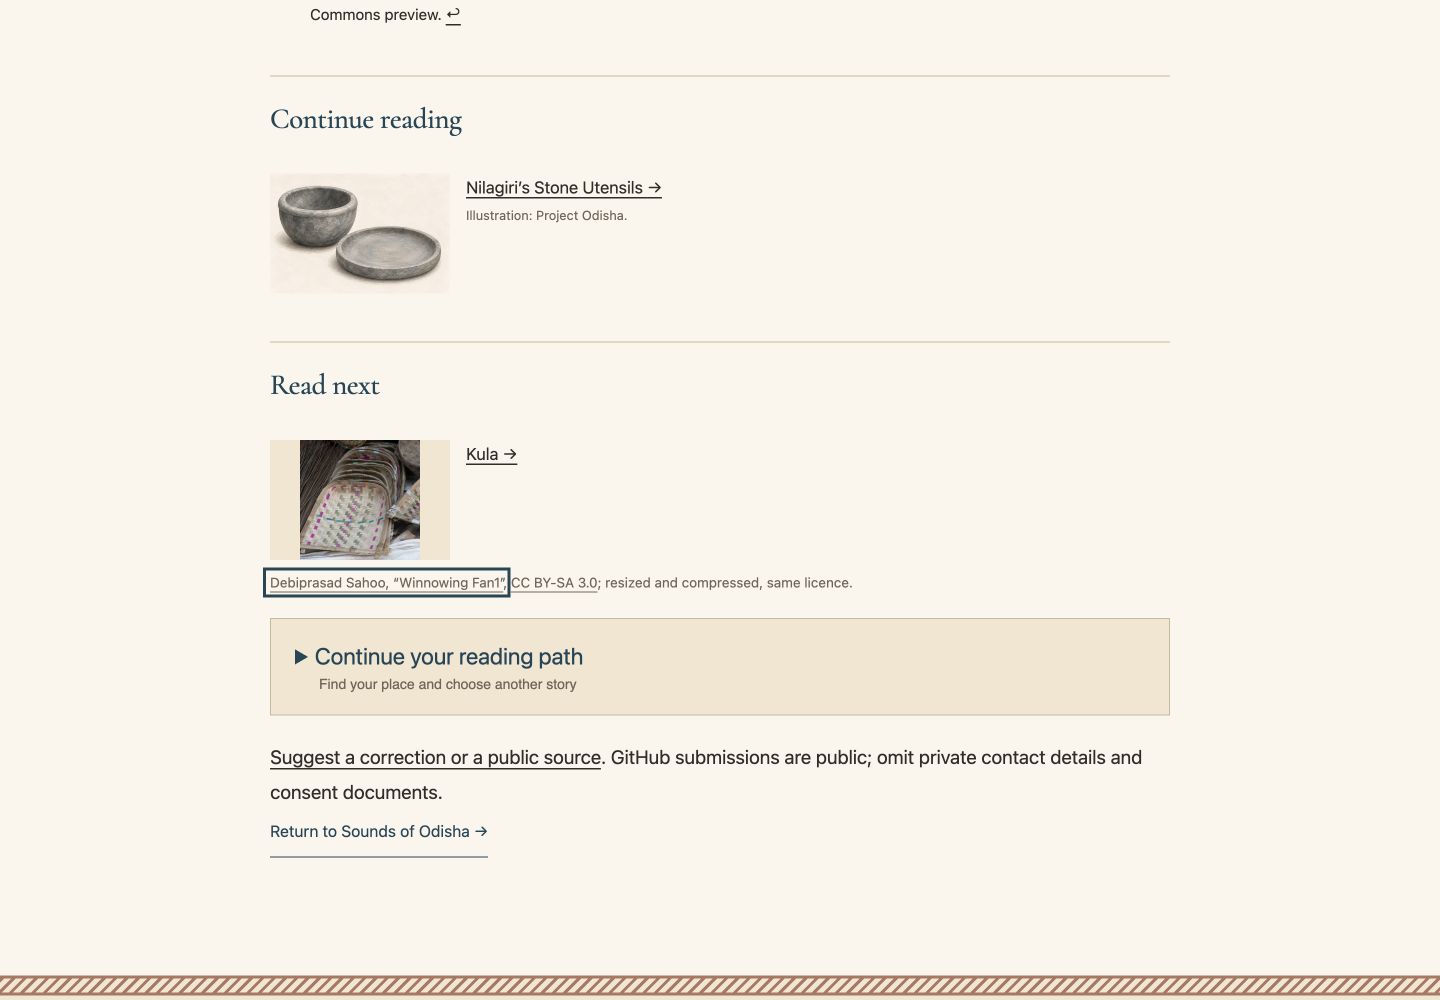 Commons preview. ↩
Continue reading
Nilagiri’s Stone Utensils →
Illustration: Project Odisha.
Read next
Kula →
Debiprasad Sahoo, “Winnowing Fan1”, CC BY-SA 3.0; resized and compressed, same licence.
▶ Continue your reading path
Find your place and choose another story
Suggest a correction or a public source. GitHub submissions are public; omit private contact details and
consent documents.
Return to Sounds of Odisha →